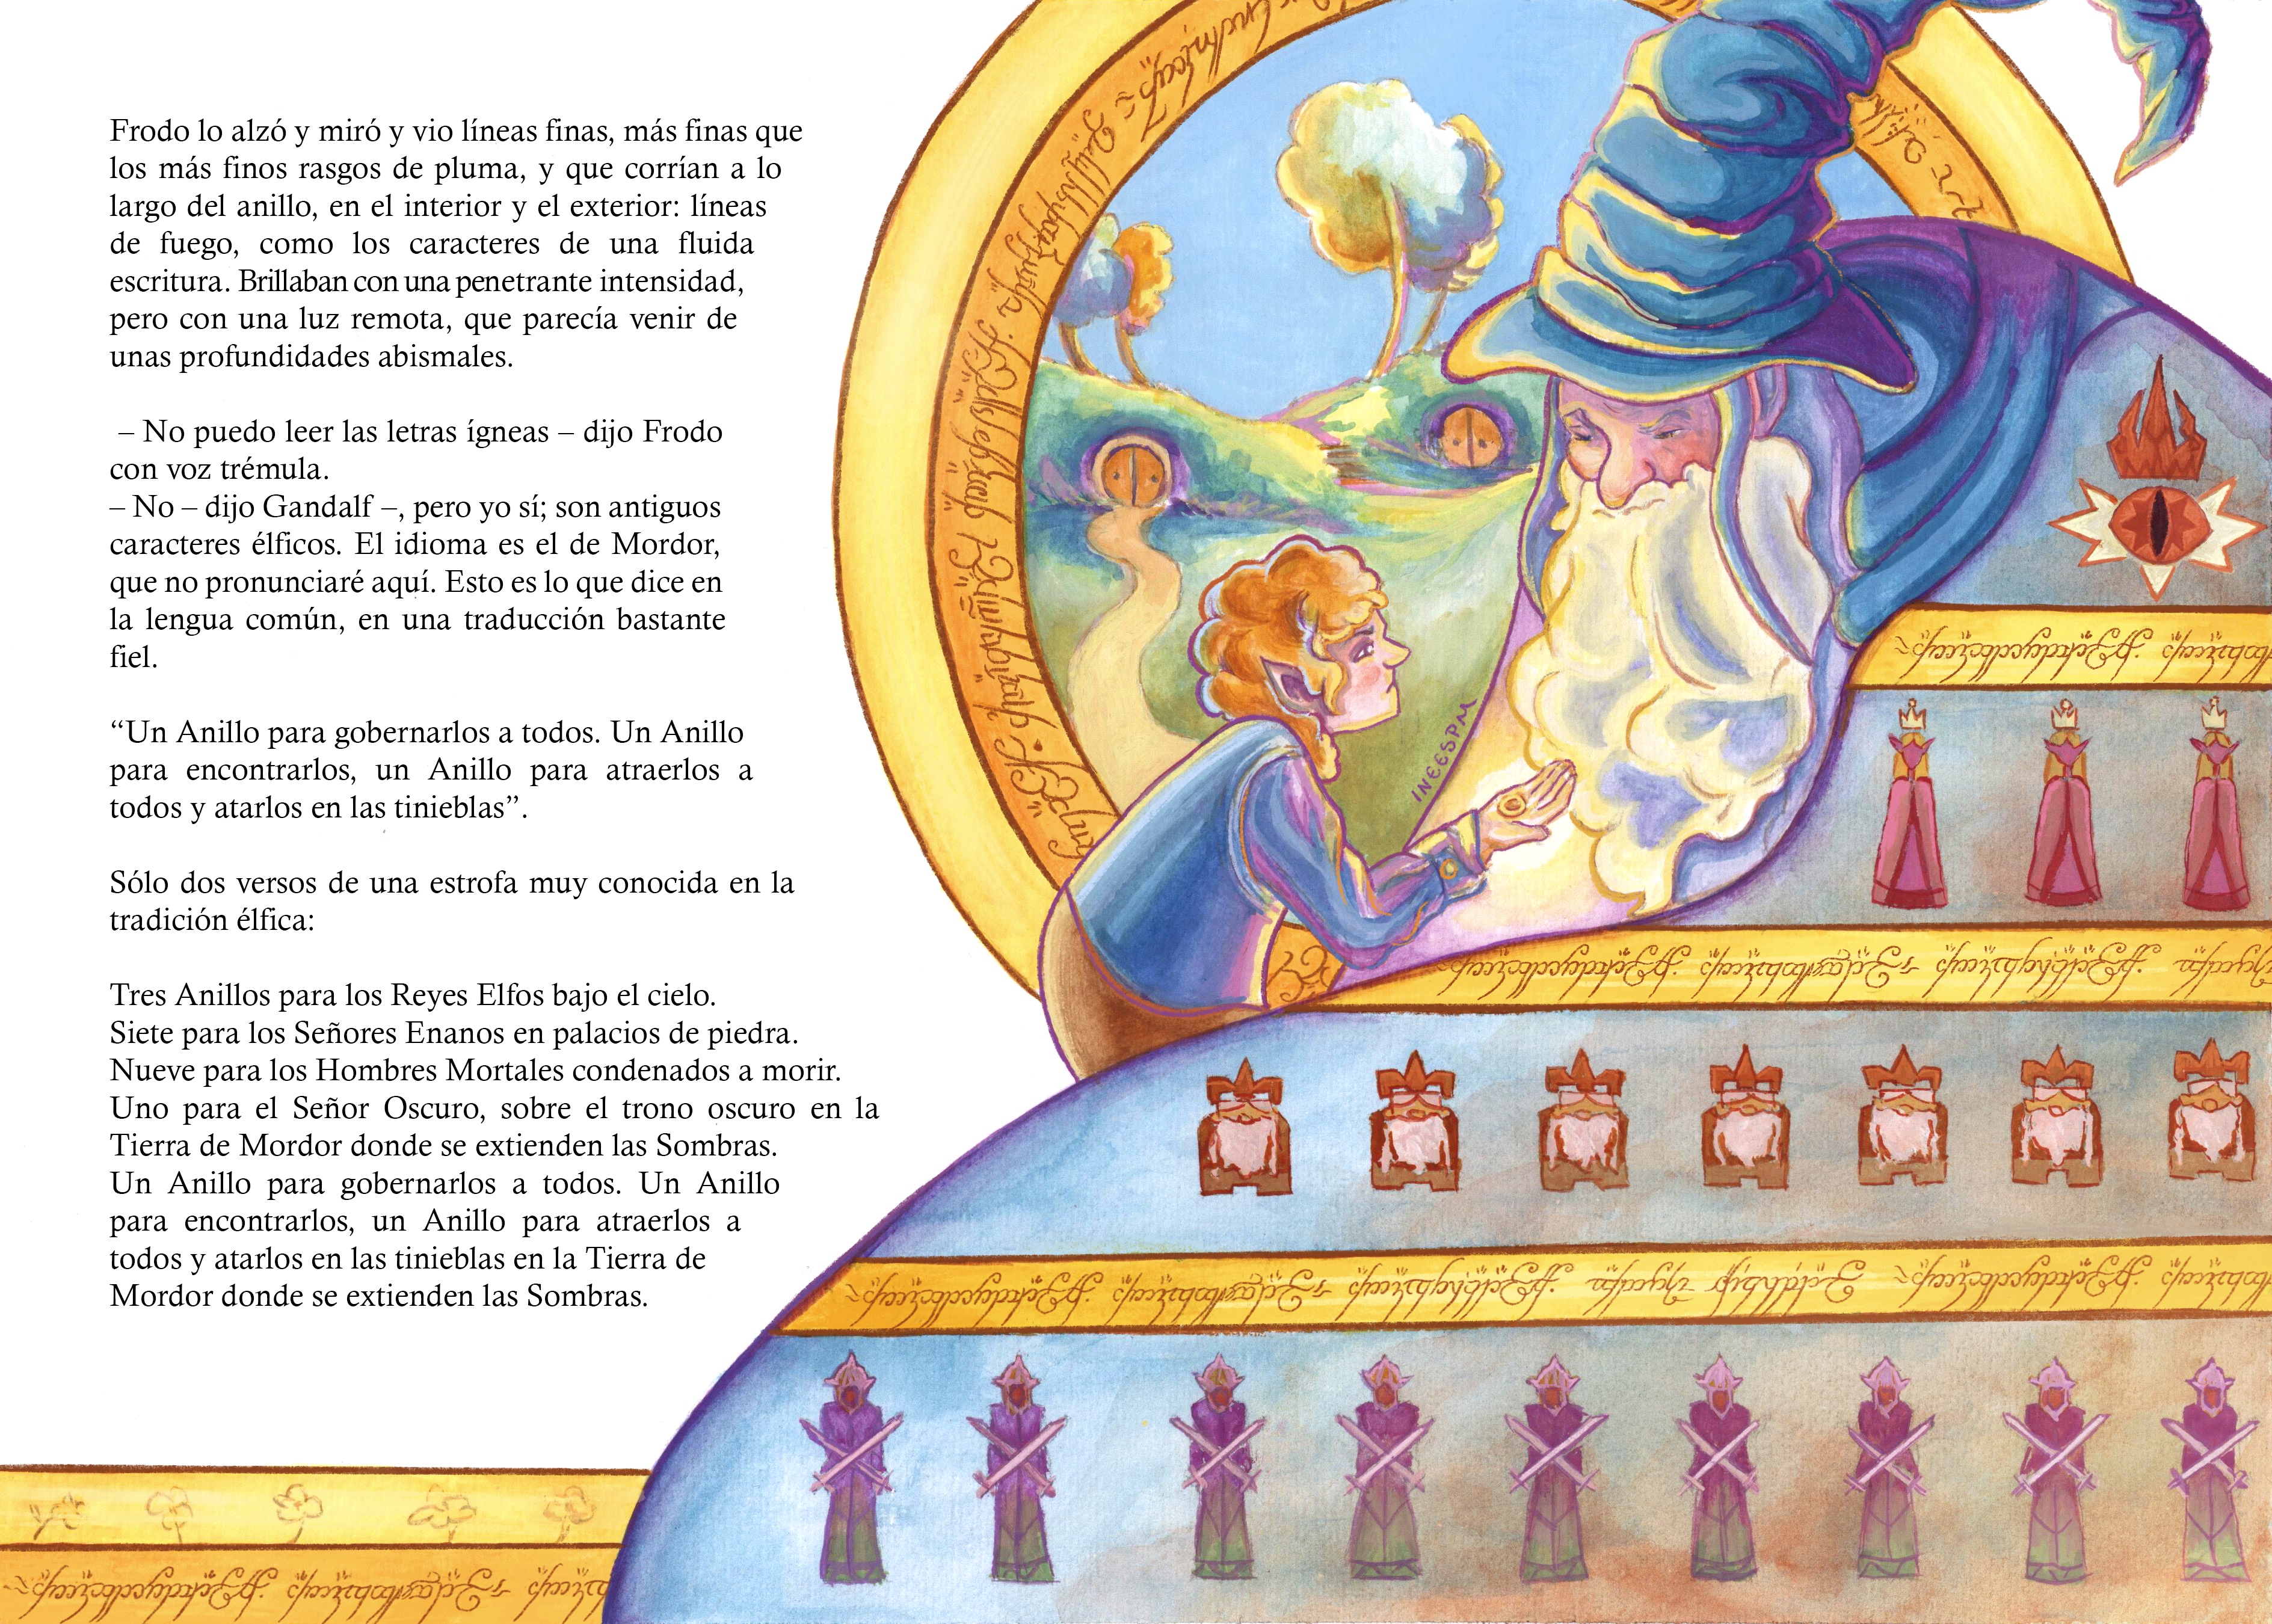 Frodo lo alzó y miró y vio líneas finas, más finas que
los más finos rasgos de pluma, y que corrían a lo
largo del anillo, en el interior y el exterior: líneas
de fuego, como los caracteres de una fluida
escritura. Brillaban con una penetrante intensidad,
pero con una luz remota, que parecía venir de
unas profundidades abismales.
– No puedo leer las letras ígneas – dijo Frodo
con voz trémula.
– No – dijo Gandalf –, pero yo sí; son antiguos
caracteres élficos. El idioma es el de Mordor,
que no pronunciaré aquí. Esto es lo que dice en
la lengua común, en una traducción bastante
fiel.
“Un Anillo para gobernarlos a todos. Un Anillo
para encontrarlos, un Anillo para atraerlos a
todos y atarlos en las tinieblas”.
Sólo dos versos de una estrofa muy conocida en la
tradición élfica:
Tres Anillos para los Reyes Elfos bajo el cielo.
Siete para los Señores Enanos en palacios de piedra.
Nueve para los Hombres Mortales condenados a morir.
Uno para el Señor Oscuro, sobre el trono oscuro en la
Tierra de Mordor donde se extienden las Sombras.
Un Anillo para gobernarlos a todos. Un Anillo
para encontrarlos, un Anillo para atraerlos a
todos y atarlos en las tinieblas en la Tierra de
Mordor donde se extienden las Sombras.
INEESPM